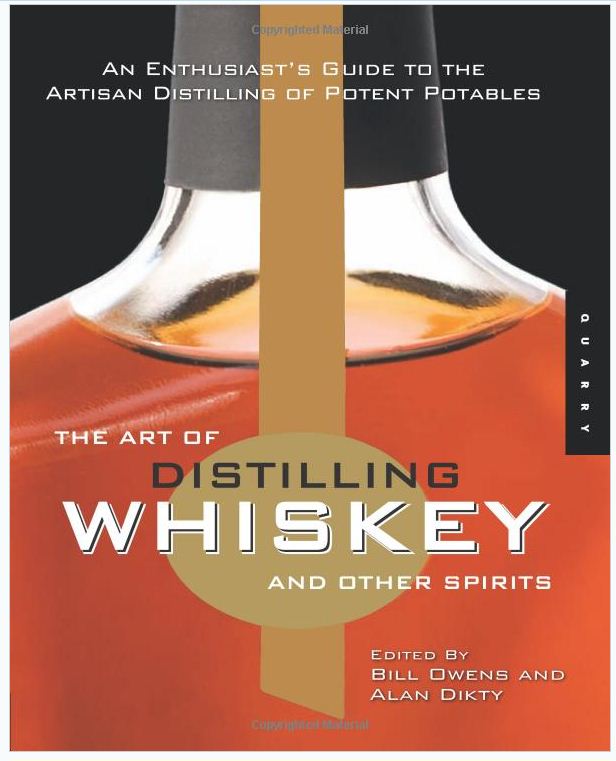 Copyrighted Material
An Enthusiast's Guide to the
Artisan Distilling of Potent Potables
QUARRY
THE ART OF
DISTILLING
WHISKEY
AND OTHER SPIRITS
Edited By
Bill Owens and
Alan Dikty
Copyrighted Material